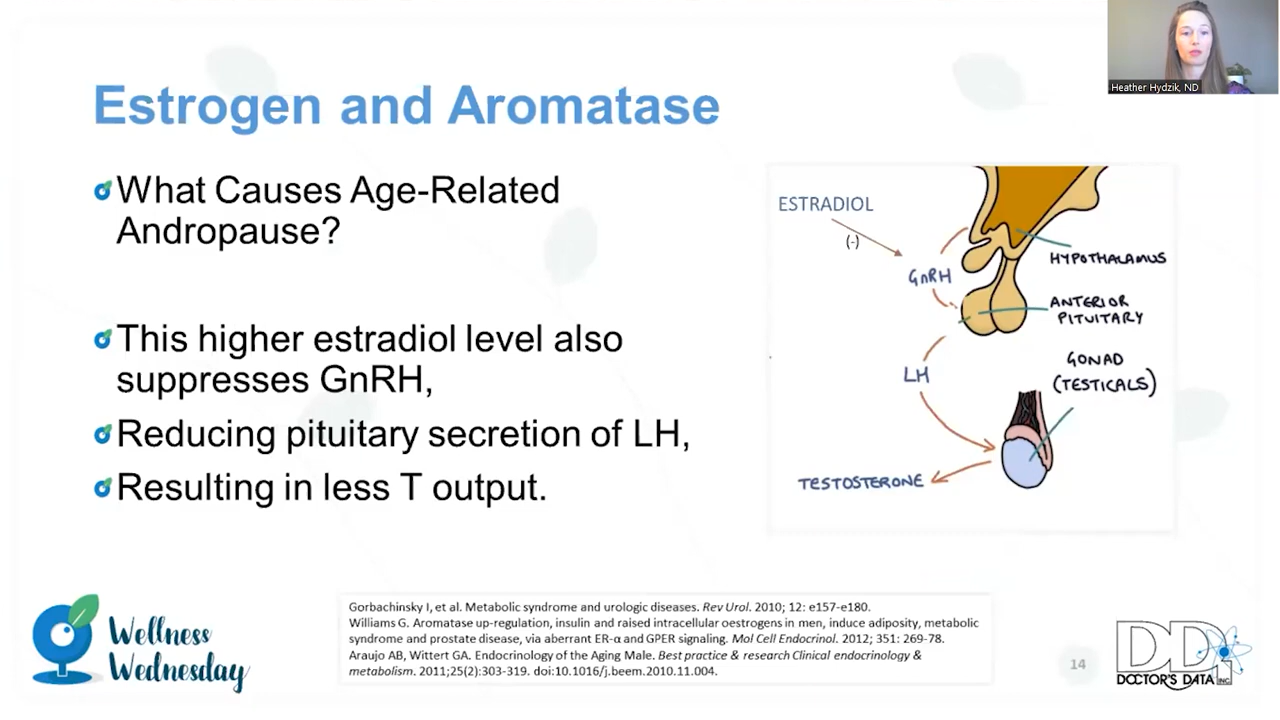 Heather Hydzik, ND
Estrogen and Aromatase
What Causes Age-Related
Andropause?
This higher estradiol level also
suppresses GnRH,
Reducing pituitary secretion of LH,
Resulting in less T output.
ESTRADIOL
(-)
GnRH
HYPOTHALAMUS
ANTERIOR
PITUITARY
LH
GONAD
(TESTICALS)
TESTOSTERONE
Wellness
Wednesday
Gorbachinsky I, et al. Metabolic syndrome and urologic diseases. Rev Urol. 2010; 12: e157-e180.
Williams G. Aromatase up-regulation, insulin and raised intracellular oestrogens in men, induce adiposity, metabolic
syndrome and prostate disease, via aberrant ER-α and GPER signaling. Mol Cell Endocrinol. 2012; 351: 269-78.
Araujo AB, Wittert GA. Endocrinology of the Aging Male. Best practice & research Clinical endocrinology &
metabolism. 2011;25(2):303-319. doi:10.1016/j.beem.2010.11.004.
14
DDi
DOCTOR'S DATA INC.